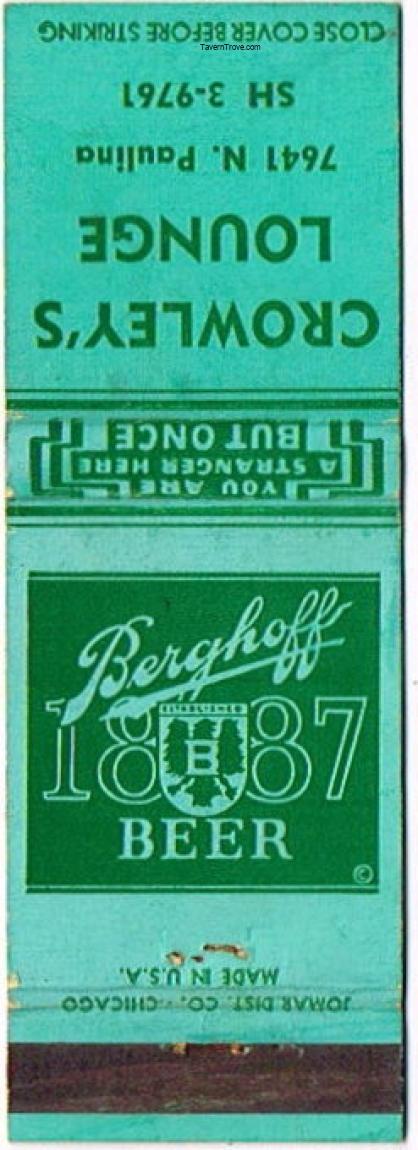 CLOSE COVER BEFORE STRIKING
TavernTrove.com
SH 3-9761
7641 N. Paulina
CROWLEY'S
LOUNGE
YOU ARE
A STRANGER HERE
BUT ONCE
Berghoff
1887
ESTABLISHED
B
BEER
©
MADE IN U.S.A.
JOMAR DIST. CO. - CHICAGO